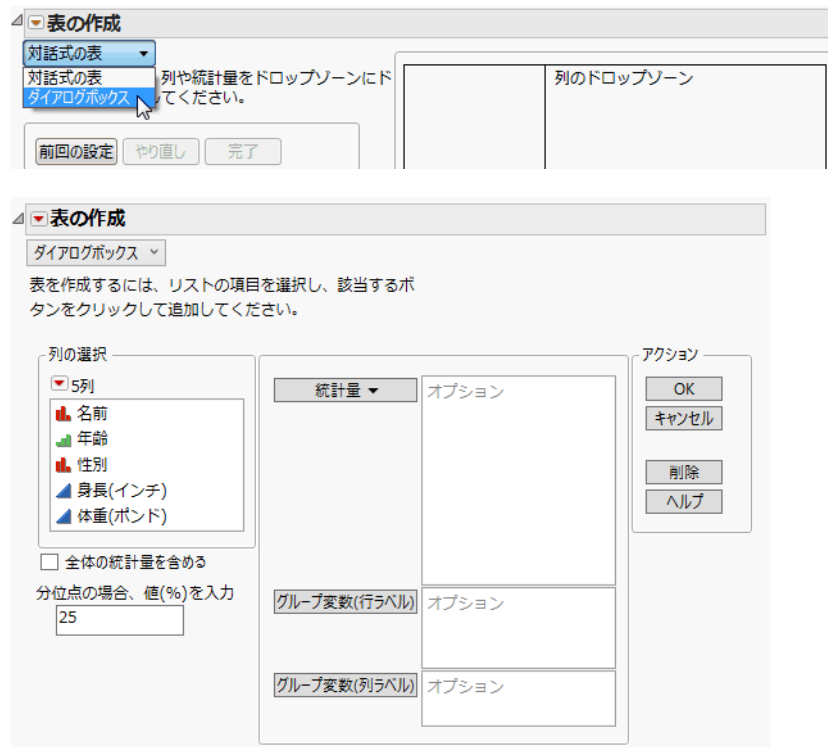 表の作成
対話式の表
対話式の表
ダイアログボックス
列や統計量をドロップゾーンにド
てください。
列のドロップゾーン
前回の設定 やり直し 完了
表の作成
ダイアログボックス
表を作成するには、リストの項目を選択し、該当するボ
タンをクリックして追加してください。
列の選択
5列
名前
年齢
性別
身長(インチ)
体重(ポンド)
全体の統計量を含める
分位点の場合、値(%)を入力
25
統計量
オプション
グループ変数(行ラベル)
オプション
グループ変数(列ラベル)
オプション
アクション
OK
キャンセル
削除
ヘルプ